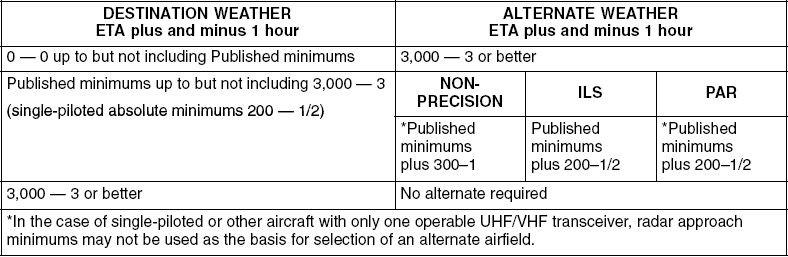 DESTINATION WEATHER
ETA plus and minus 1 hour
ALTERNATE WEATHER
ETA plus and minus 1 hour
0 — 0 up to but not including Published minimums
3,000 — 3 or better
Published minimums up to but not including 3,000 — 3
(single-piloted absolute minimums 200 — 1/2)
NON-
PRECISION
ILS
PAR
*Published
minimums
plus 300–1
Published
minimums
plus 200–1/2
*Published
minimums
plus 200–1/2
3,000 — 3 or better
No alternate required
*In the case of single-piloted or other aircraft with only one operable UHF/VHF transceiver, radar approach
minimums may not be used as the basis for selection of an alternate airfield.